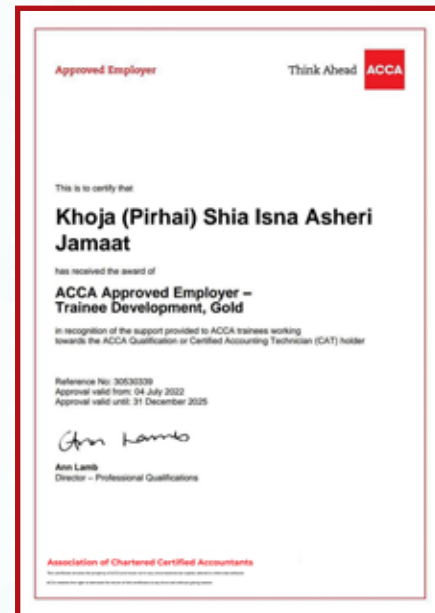 Approved Employer
Think Ahead ACCA
This is to certify that
Khoja (Pirhai) Shia Isna Asheri
Jamaat
has received the award of
ACCA Approved Employer –
Trainee Development, Gold
in recognition of the support provided to ACCA trainees working
towards the ACCA Qualification or Certified Accounting Technician (CAT) holder
Reference No: 30530339
Approval valid from: 04 July 2022
Approval valid until: 31 December 2025
Ann Lamb
Ann Lamb
Director – Professional Qualifications
Association of Chartered Certified Accountants